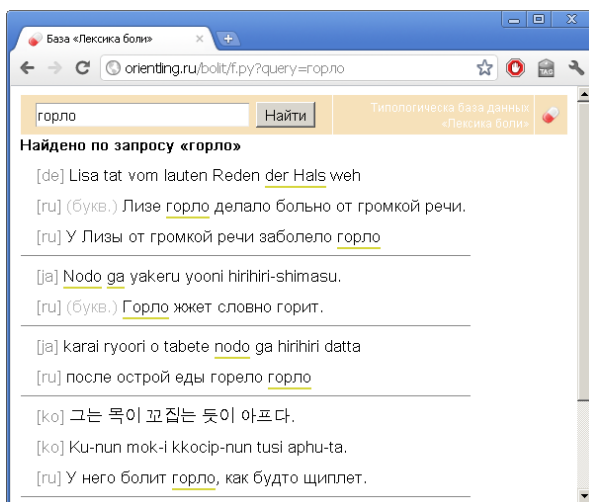 База «Лексика боли»
orientling.ru/bolit/f.py?query=горло
TAG
горло Найти
Типологическа база данных
«Лексика боли»
Найдено по запросу «горло»
[de] Lisa tat vom lauten Reden der Hals weh
[ru] (букв.) Лизе горло делало больно от громкой речи.
[ru] У Лизы от громкой речи заболело горло
[ja] Nodo ga yakeru yooni hirihiri-shimasu.
[ru] (букв.) Горло жжет словно горит.
[ja] karai ryoori o tabete nodo ga hirihiri datta
[ru] после острой еды горело горло
[ko] 그는 목이 꼬집는 듯이 아프다.
[ko] Ku-nun mok-i kkocip-nun tusi aphu-ta.
[ru] У него болит горло, как будто щиплет.